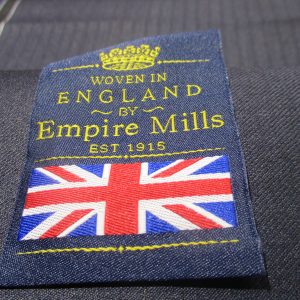 WOVEN IN
ENGLAND
BY
Empire Mills
EST 1915